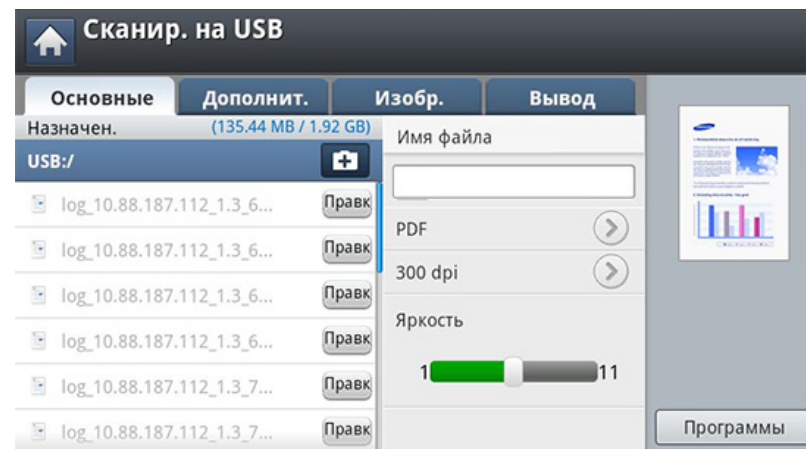 Сканир. на USB
Основные
Дополнит.
Изобр.
Вывод
Назначен.
(135.44 MB / 1.92 GB)
USB:/
log_10.88.187.112_1.3_6...
Правк
log_10.88.187.112_1.3_6...
Правк
log_10.88.187.112_1.3_6...
Правк
log_10.88.187.112_1.3_6...
Правк
log_10.88.187.112_1.3_7...
Правк
log_10.88.187.112_1.3_7...
Правк
Имя файла
PDF
300 dpi
Яркость
1
11
Программы